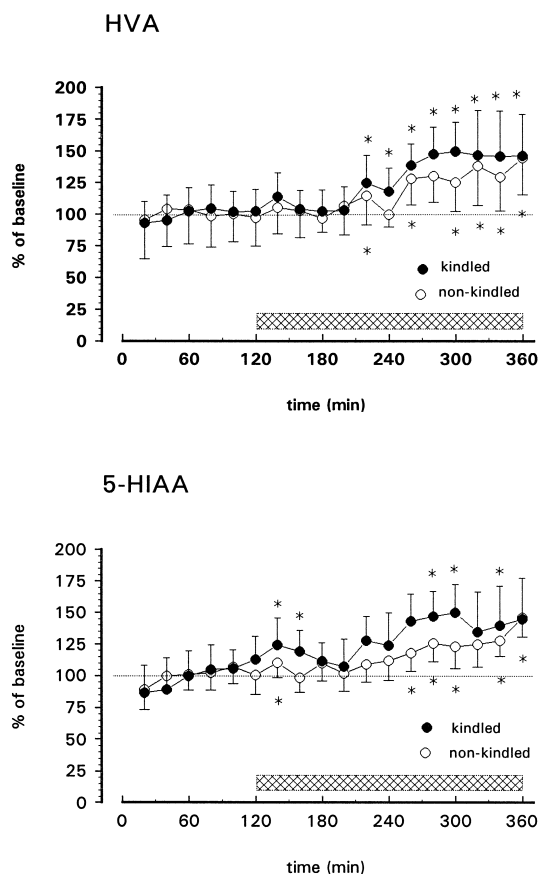 HVA
200
175
150
125
100
75
50
25
0
% of baseline
* * * * * * * *
* * * * * *
kindled
non-kindled
0 60 120 180 240 300 360
time (min)
5-HIAA
200
175
150
125
100
75
50
25
0
% of baseline
* * * * *
* * * * * *
kindled
non-kindled
0 60 120 180 240 300 360
time (min)